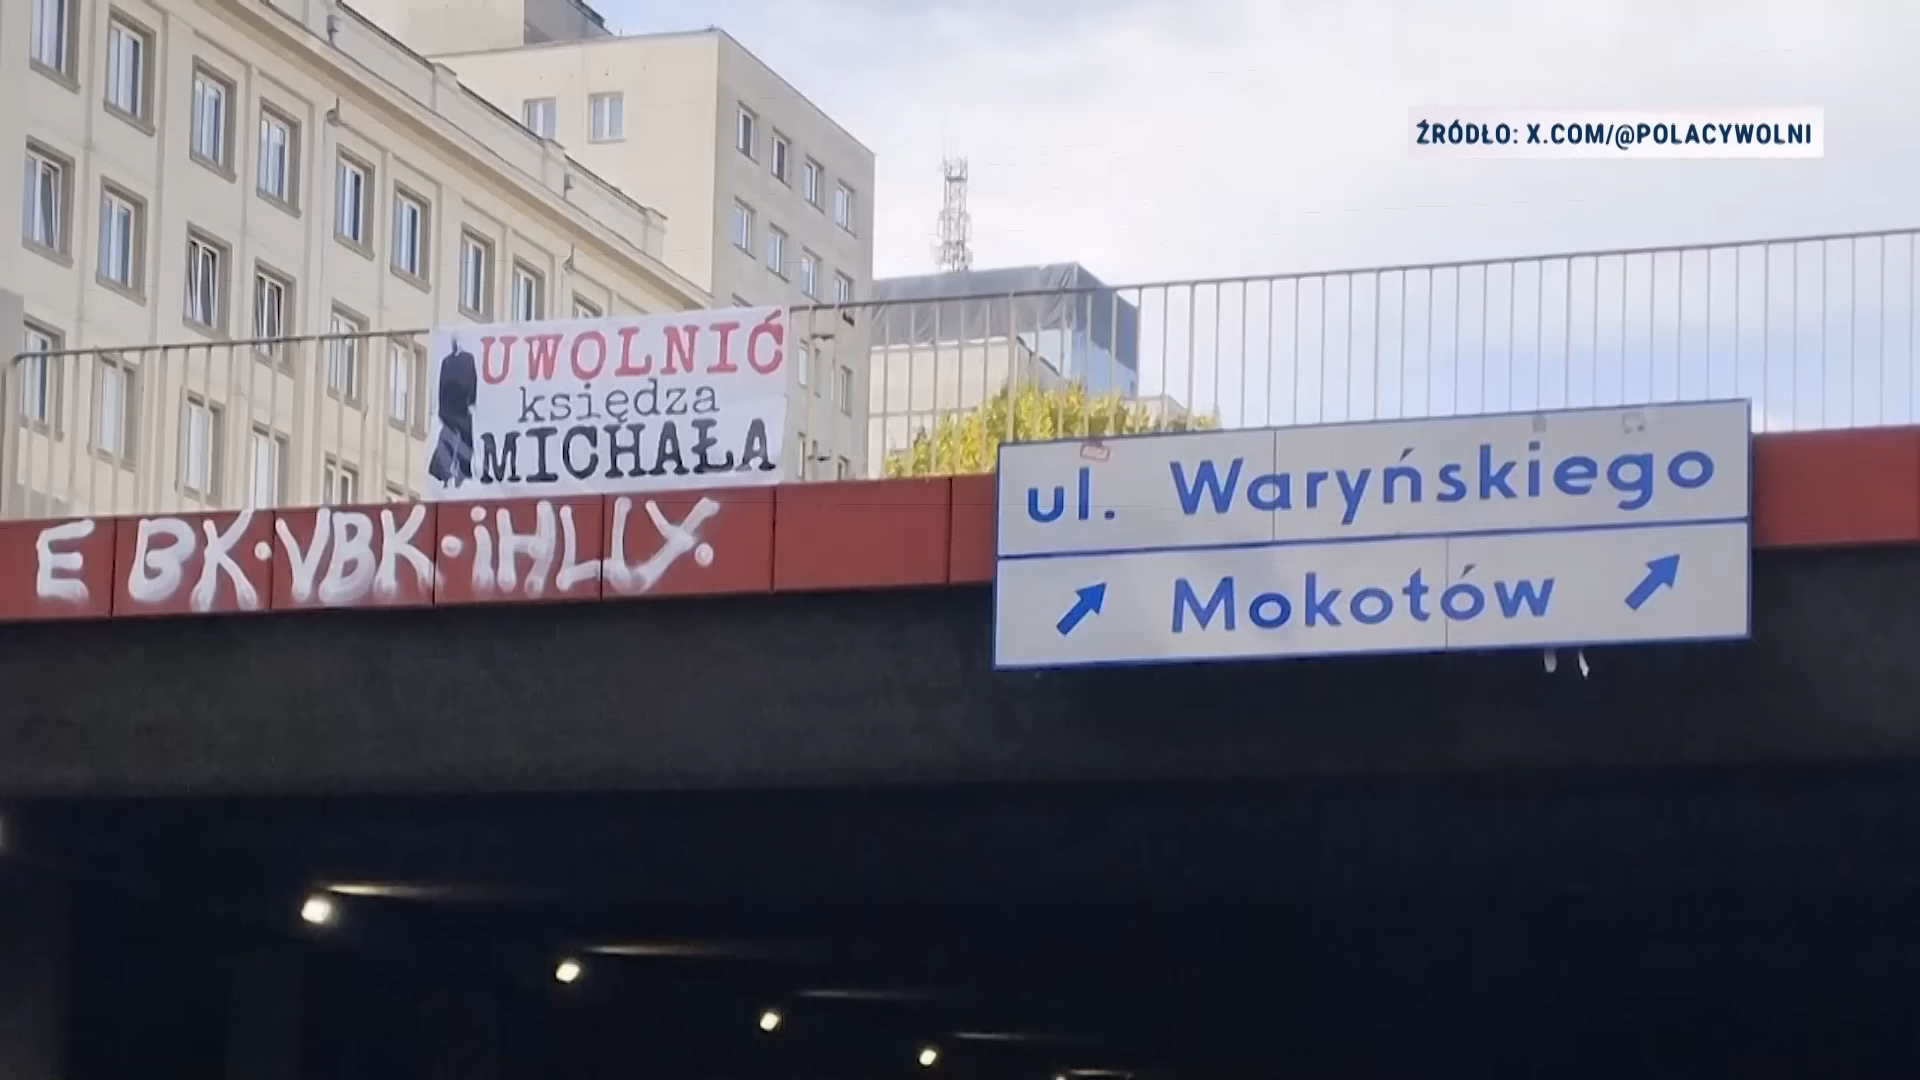 ŹRÓDŁO: X.COM/@POLACYWOLNI
UWOLNIĆ
księdza
MICHAŁA
E BK·VBK·iHLLY.
ul. Waryńskiego
Mokotów